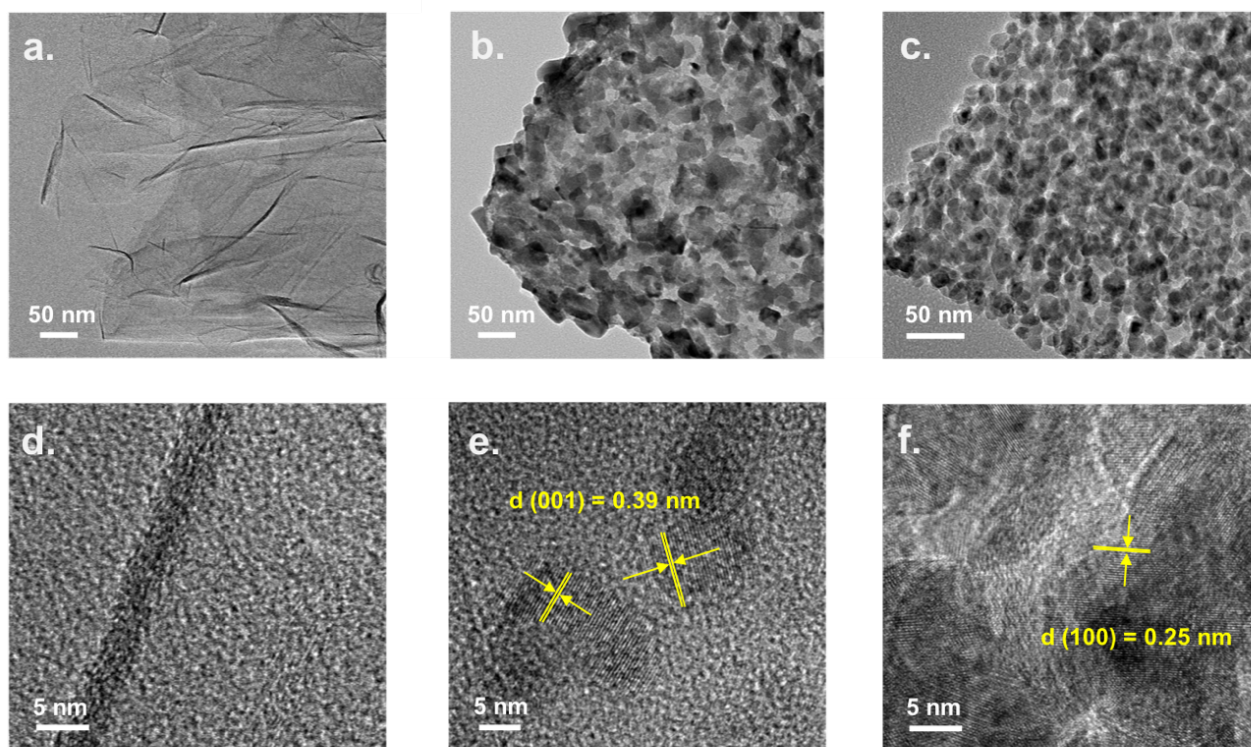 a.
50 nm
b.
50 nm
c.
50 nm
d.
5 nm
e.
d (001) = 0.39 nm
5 nm
f.
d (100) = 0.25 nm
5 nm